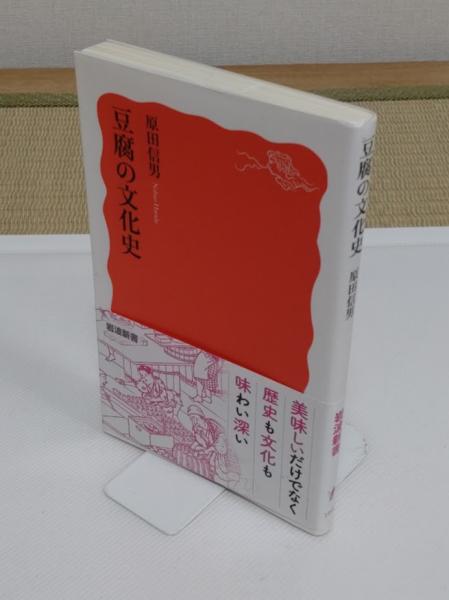 豆腐の文化史
原田信男
Nobuo Harada
岩波新書
美味しいだけでなく
歴史も文化も
味わい深い
豆腐の文化史
原田信男
岩波新書